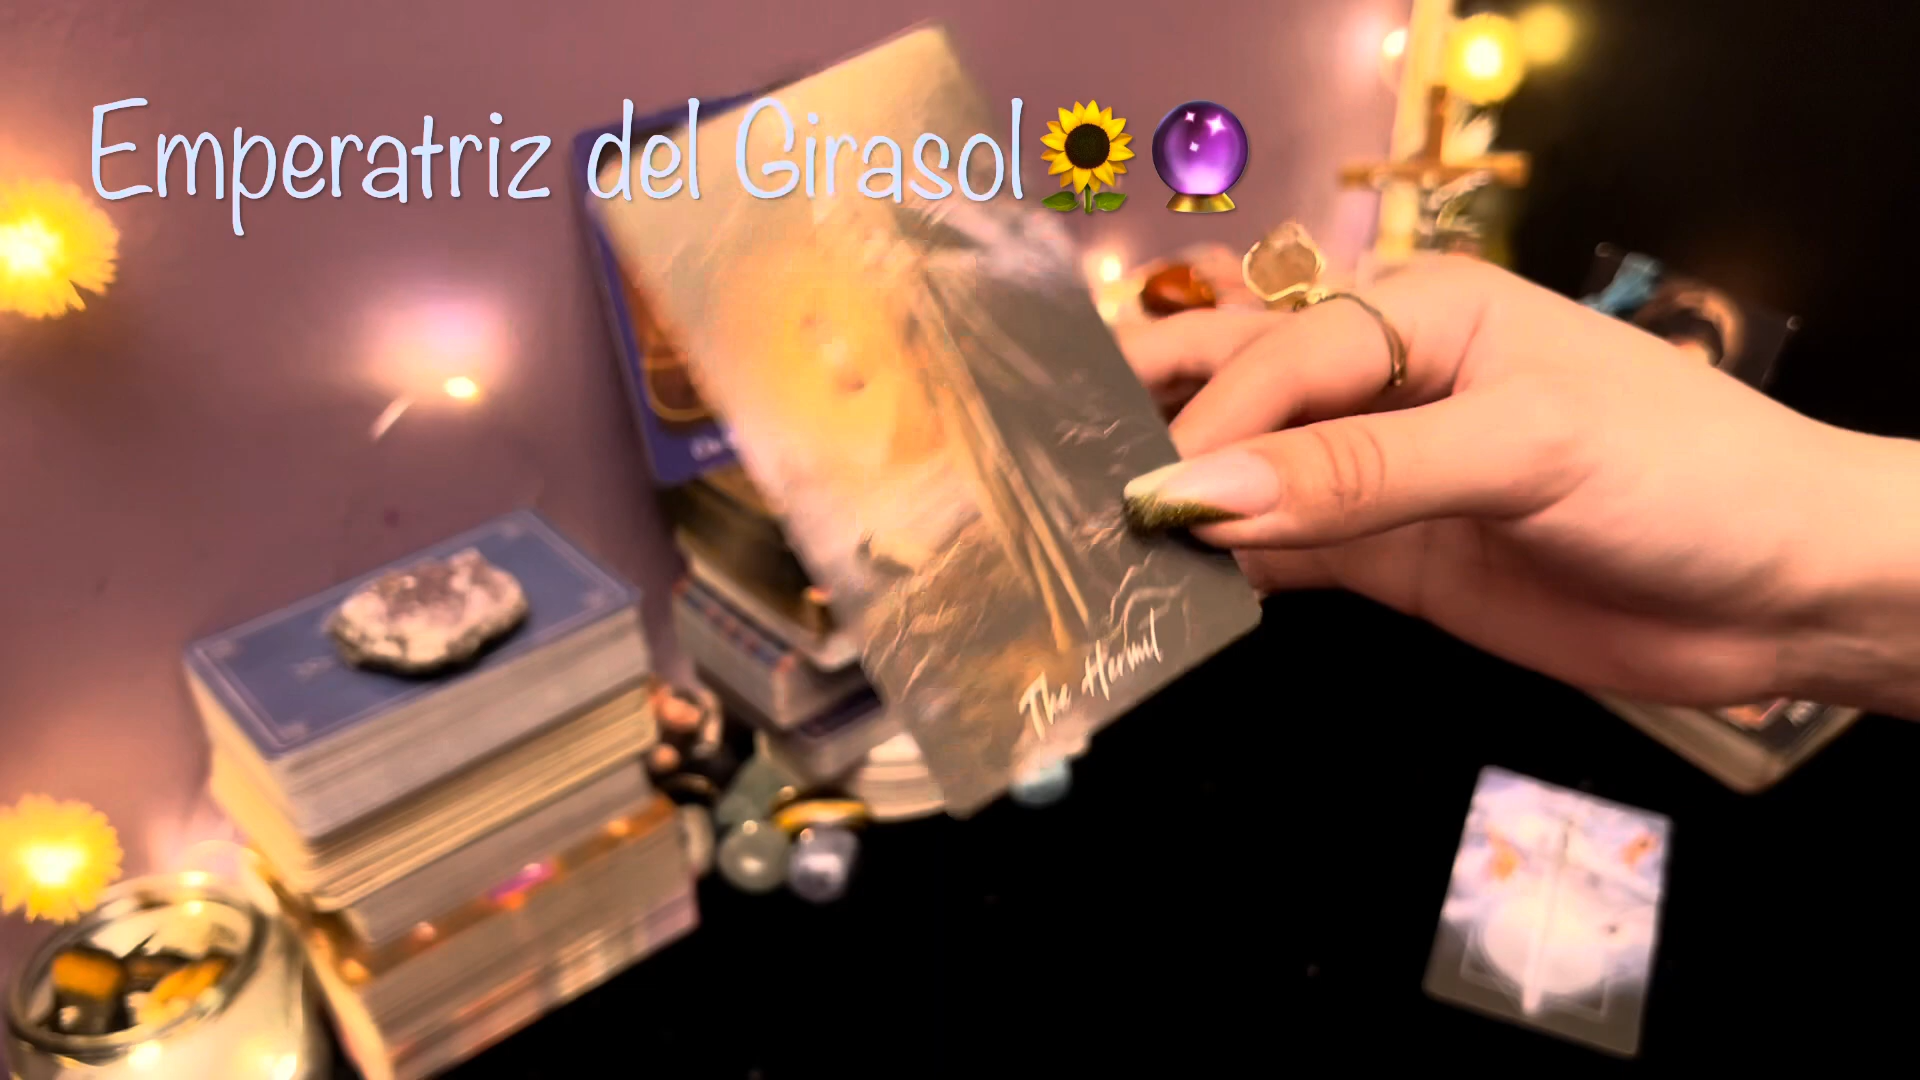 Emperatriz del Girasol🌻🔮
The Hermit